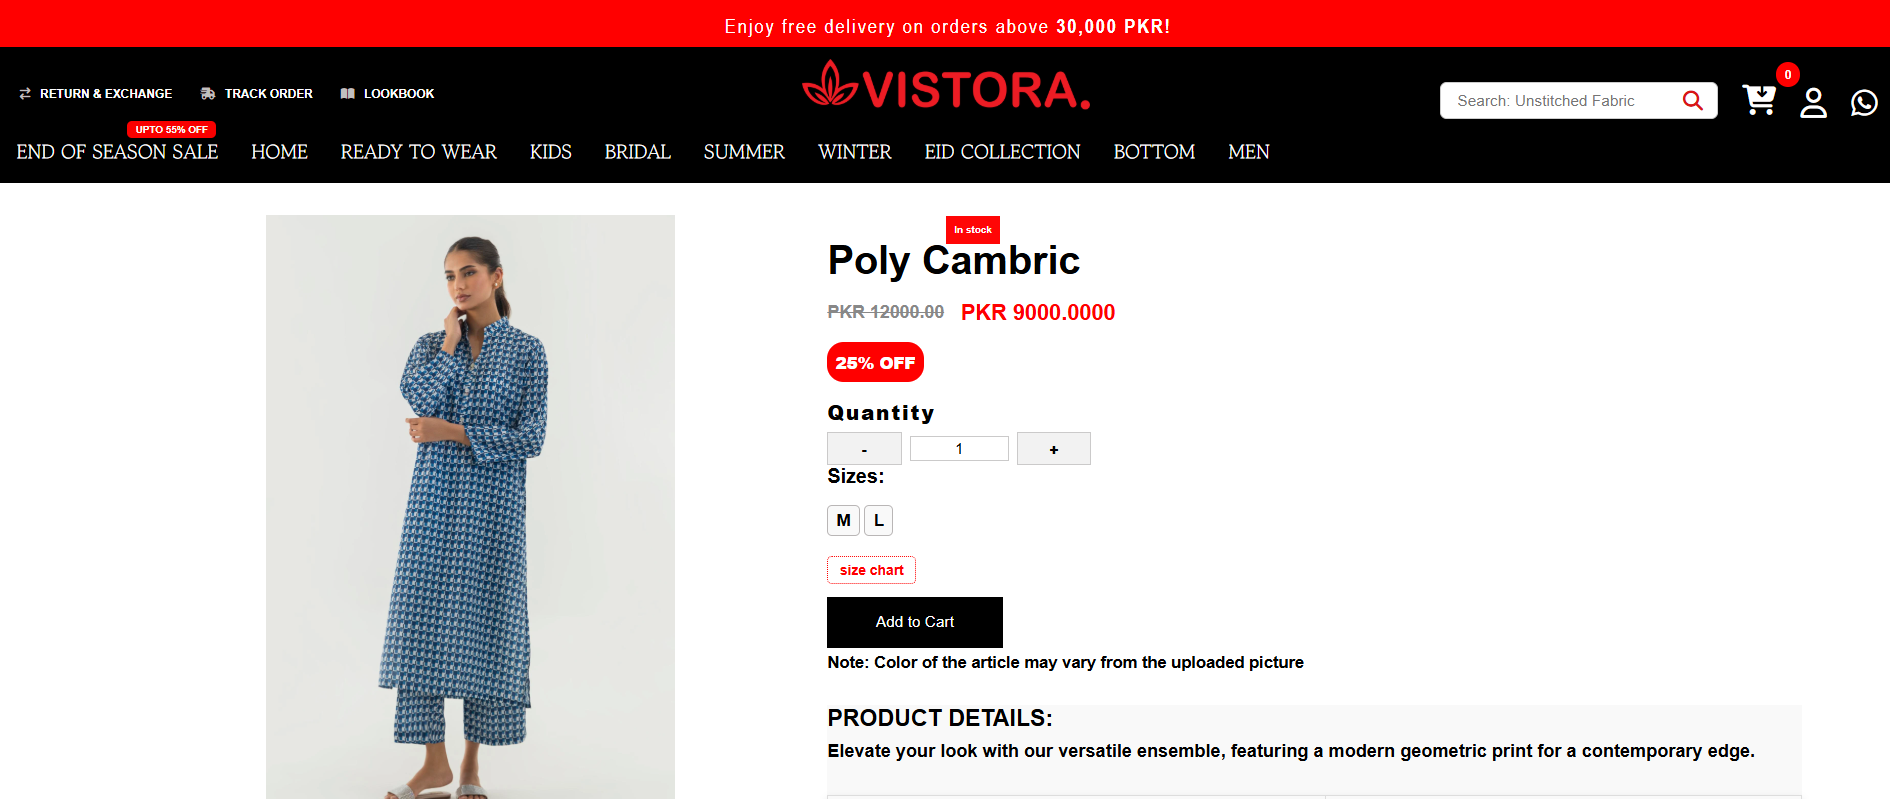 Enjoy free delivery on orders above 30,000 PKR!
RETURN & EXCHANGE
TRACK ORDER
LOOKBOOK
VISTORA.
Search: Unstitched Fabric
0
UPTO 55% OFF
END OF SEASON SALE
HOME
READY TO WEAR
KIDS
BRIDAL
SUMMER
WINTER
EID COLLECTION
BOTTOM
MEN
In stock
Poly Cambric
PKR 12000.00 PKR 9000.0000
25% OFF
Quantity
- 1 +
Sizes:
M L
size chart
Add to Cart
Note: Color of the article may vary from the uploaded picture
PRODUCT DETAILS:
Elevate your look with our versatile ensemble, featuring a modern geometric print for a contemporary edge.